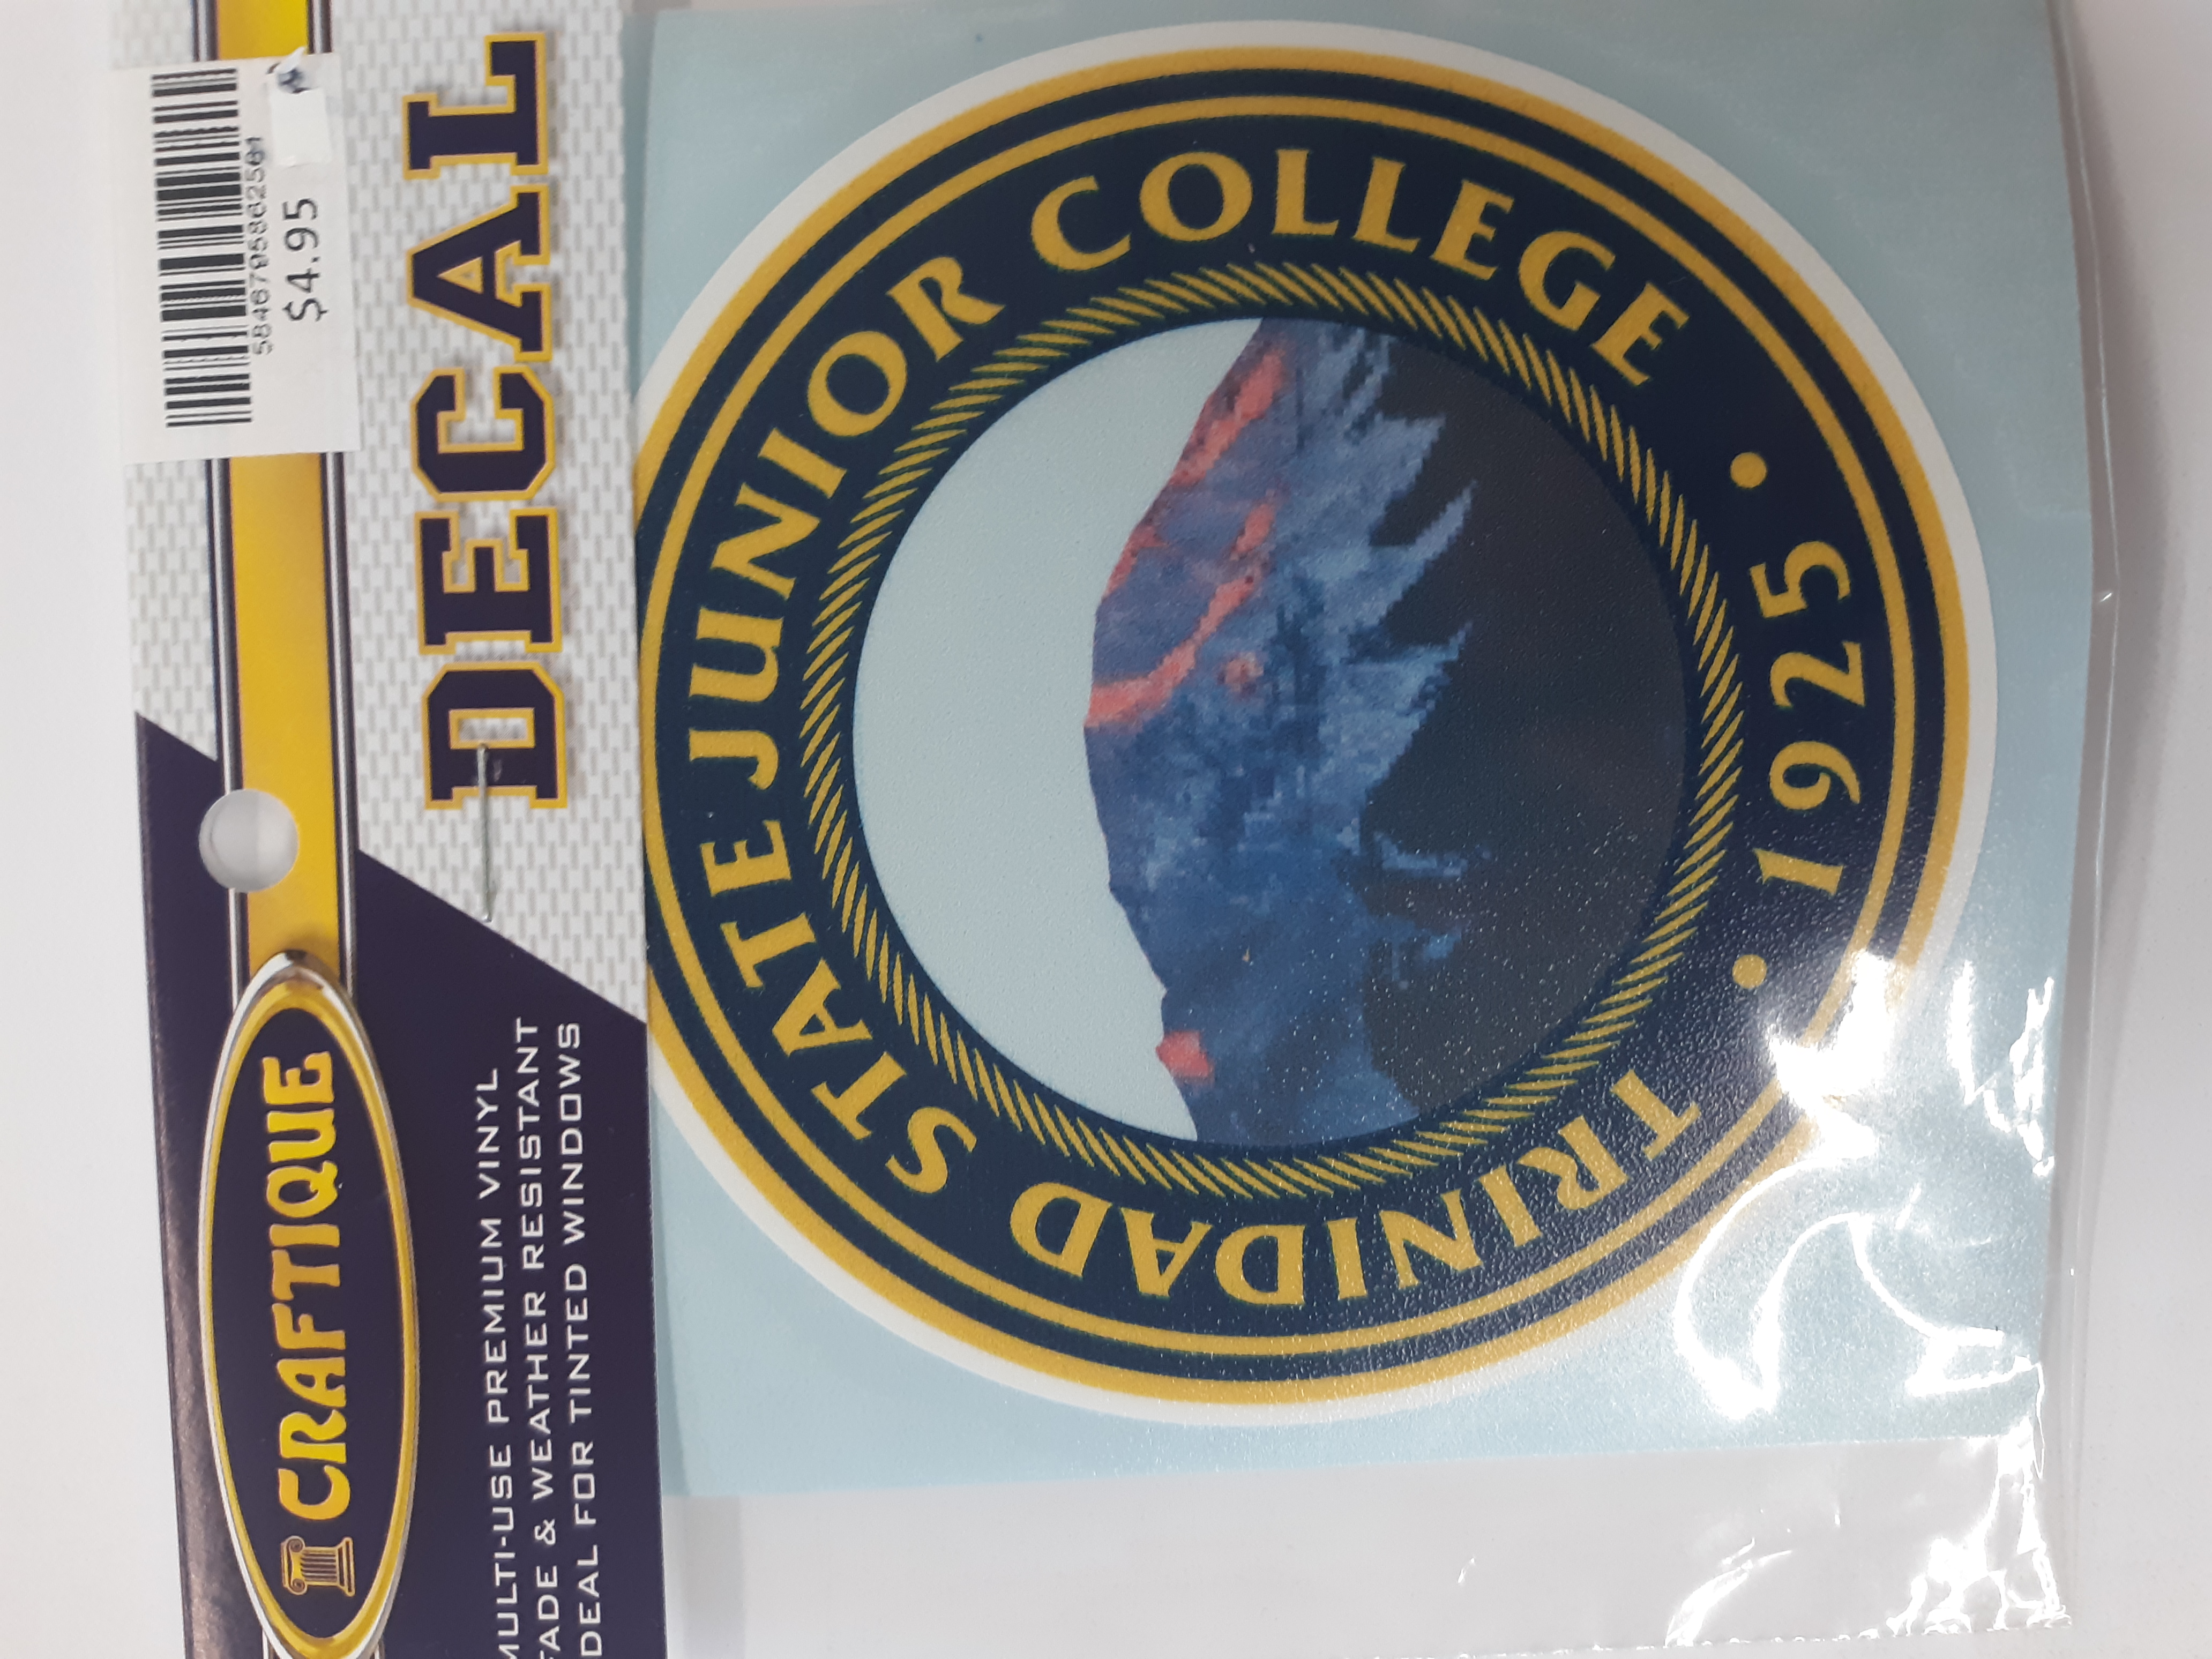 5846795862581
$4.95
DECAL
CRAFTIQUE
MULTI-USE PREMIUM VINYL
FADE & WEATHER RESISTANT
IDEAL FOR TINTED WINDOWS
TRINIDAD STATE JUNIOR COLLEGE
• 1925 •